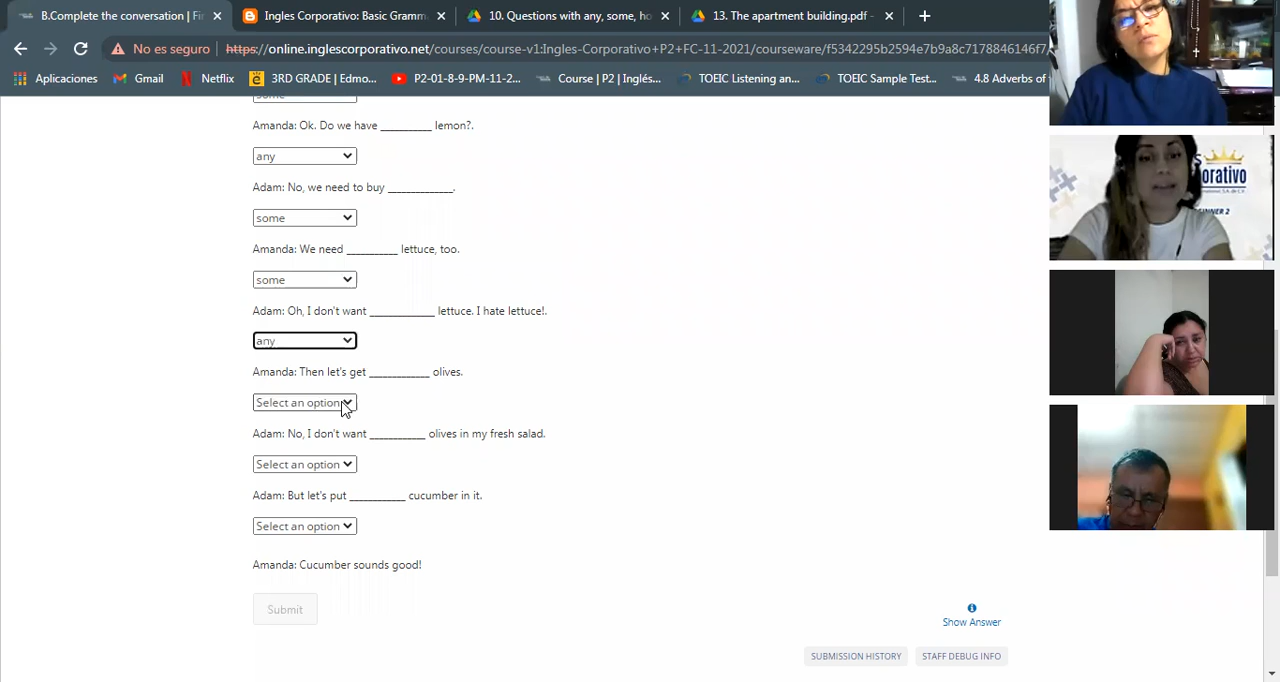 B.Complete the conversation | Fi
Ingles Corporativo: Basic Gramm
10. Questions with any, some, ho
13. The apartment building.pdf -
No es seguro
https://online.inglescorporativo.net/courses/course-v1:Ingles-Corporativo+P2+FC-11-2021/courseware/f5342295b2594e7b9a8c7178846146f7/
Aplicaciones
Gmail
Netflix
3RD GRADE | Edmo...
P2-01-8-9-PM-11-2...
Course | P2 | Inglés...
TOEIC Listening an...
TOEIC Sample Test...
4.8 Adverbs of
some
Amanda: Ok. Do we have __________ lemon?.
any
Adam: No, we need to buy _____________.
some
Amanda: We need __________ lettuce, too.
some
Adam: Oh, I don't want _____________ lettuce. I hate lettuce!.
any
Amanda: Then let's get ____________ olives.
Select an option
Adam: No, I don't want ___________ olives in my fresh salad.
Select an option
Adam: But let's put ___________ cucumber in it.
Select an option
Amanda: Cucumber sounds good!
Submit
Show Answer
SUBMISSION HISTORY
STAFF DEBUG INFO
orativo